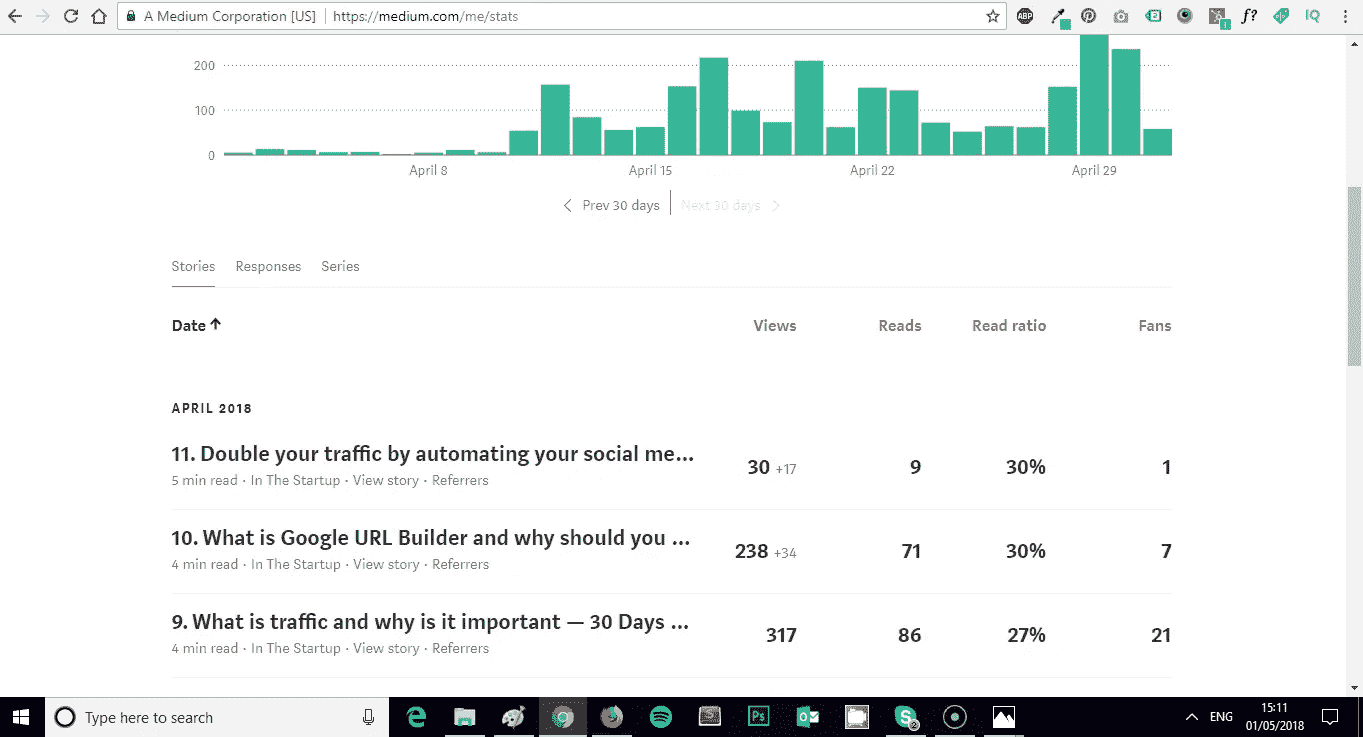 A Medium Corporation [US] | https://medium.com/me/stats
ABP 1 f? IQ
200
100
0
April 8 April 15 April 22 April 29
Prev 30 days Next 30 days
Stories Responses Series
Date Views Reads Read ratio Fans
APRIL 2018
11. Double your traffic by automating your social me...
30 +17 9 30% 1
5 min read · In The Startup · View story · Referrers
10. What is Google URL Builder and why should you ...
238 +34 71 30% 7
4 min read · In The Startup · View story · Referrers
9. What is traffic and why is it important — 30 Days ...
317 86 27% 21
4 min read · In The Startup · View story · Referrers
Type here to search
Ps
2
ENG
15:11
01/05/2018